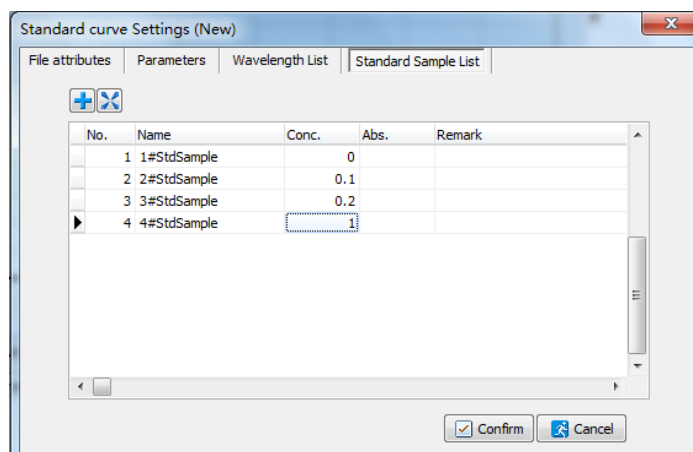 Standard curve Settings (New)
File attributes Parameters Wavelength List Standard Sample List
No. Name Conc. Abs. Remark
1 1#StdSample 0
2 2#StdSample 0.1
3 3#StdSample 0.2
4 4#StdSample 1
Confirm Cancel